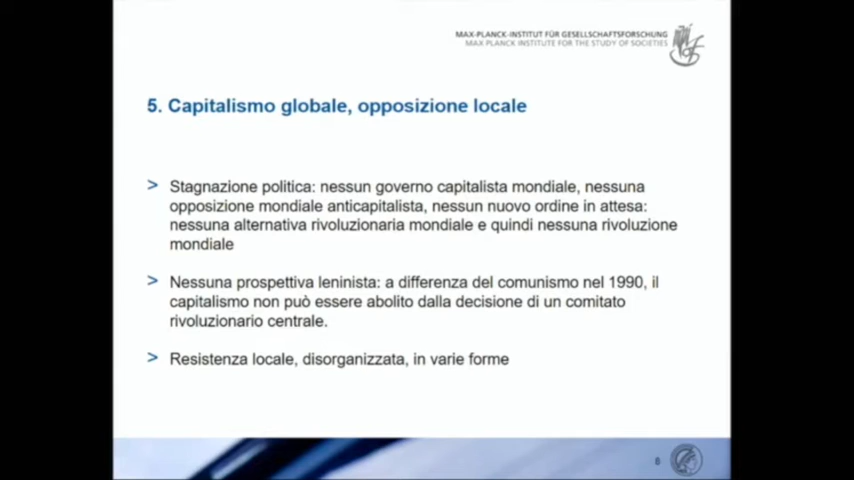 MAX-PLANCK-INSTITUT FÜR GESELLSCHAFTSFORSCHUNG
MAX PLANCK INSTITUTE FOR THE STUDY OF SOCIETIES
5. Capitalismo globale, opposizione locale
> Stagnazione politica: nessun governo capitalista mondiale, nessuna
opposizione mondiale anticapitalista, nessun nuovo ordine in attesa:
nessuna alternativa rivoluzionaria mondiale e quindi nessuna rivoluzione
mondiale
> Nessuna prospettiva leninista: a differenza del comunismo nel 1990, il
capitalismo non può essere abolito dalla decisione di un comitato
rivoluzionario centrale.
> Resistenza locale, disorganizzata, in varie forme
8